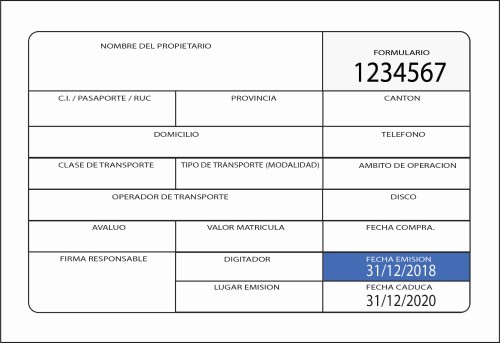 NOMBRE DEL PROPIETARIO
FORMULARIO
1234567
C.I. / PASAPORTE / RUC
PROVINCIA
CANTON
DOMICILIO
TELEFONO
CLASE DE TRANSPORTE
TIPO DE TRANSPORTE (MODALIDAD)
AMBITO DE OPERACION
OPERADOR DE TRANSPORTE
DISCO
AVALUO
VALOR MATRICULA
FECHA COMPRA.
FIRMA RESPONSABLE
DIGITADOR
FECHA EMISION
31/12/2018
LUGAR EMISION
FECHA CADUCA
31/12/2020